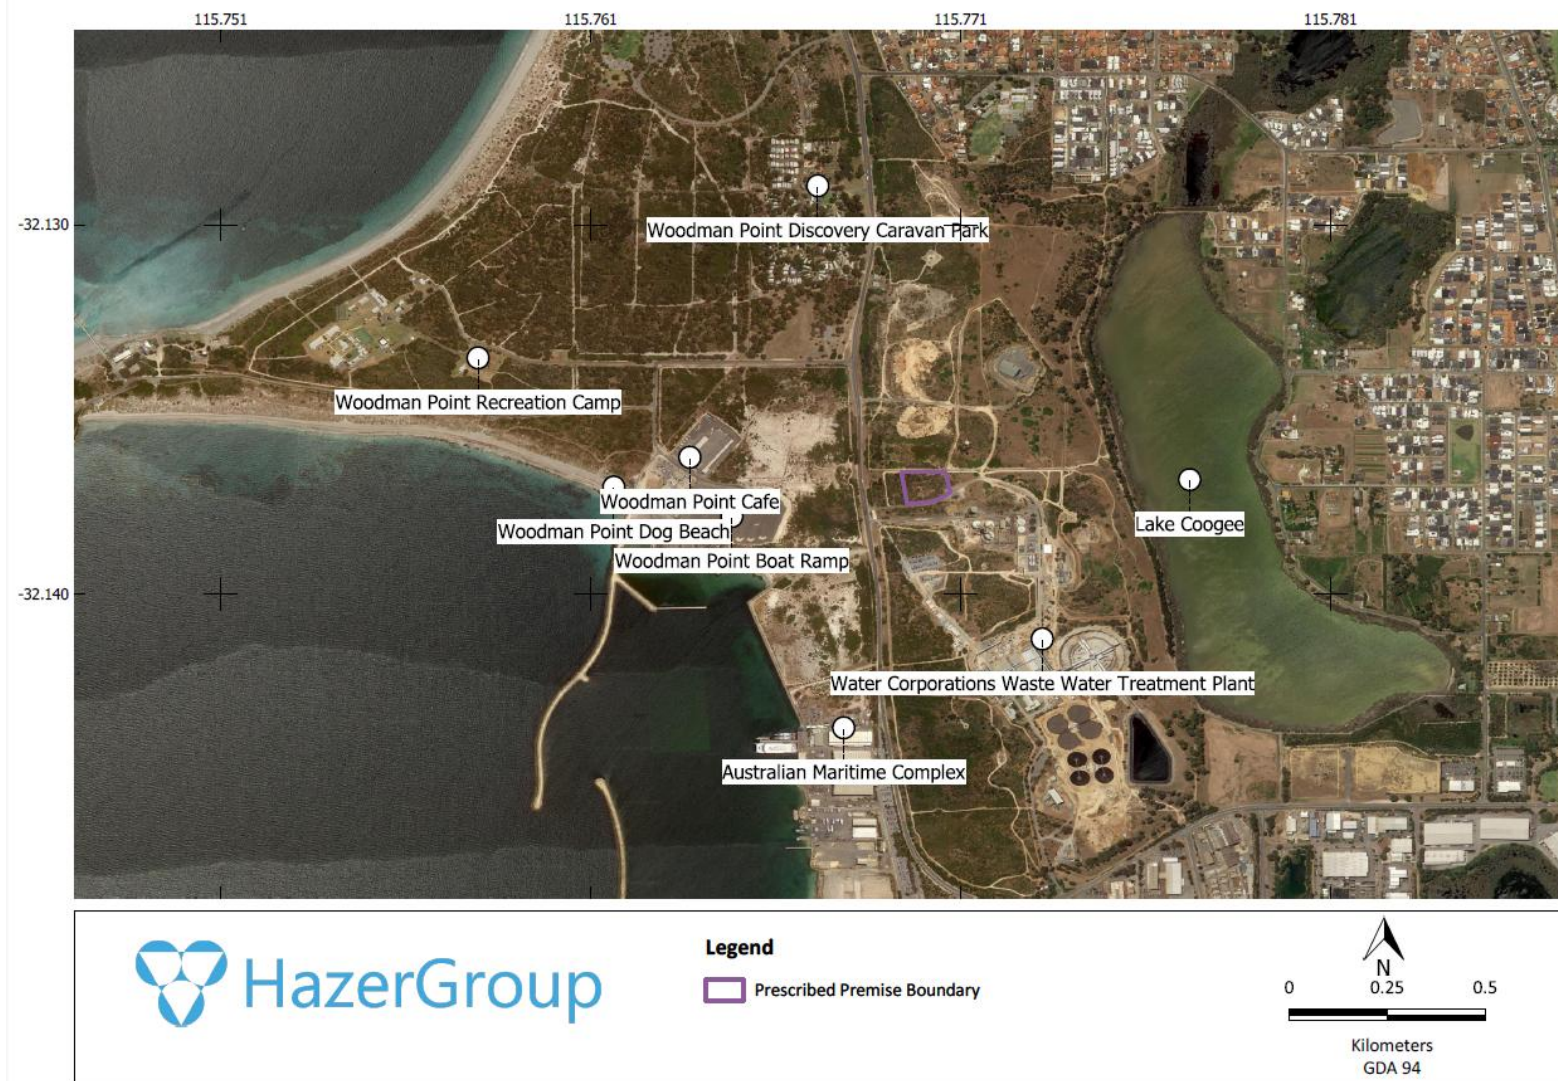 115.751 115.761 115.771 115.781
-32.130
Woodman Point Discovery Caravan Park
Woodman Point Recreation Camp
Woodman Point Cafe
Woodman Point Dog Beach
Lake Coogee
Woodman Point Boat Ramp
-32.140
Water Corporations Waste Water Treatment Plant
Australian Maritime Complex
HazerGroup
Legend
Prescribed Premise Boundary
N
0 0.25 0.5
Kilometers
GDA 94